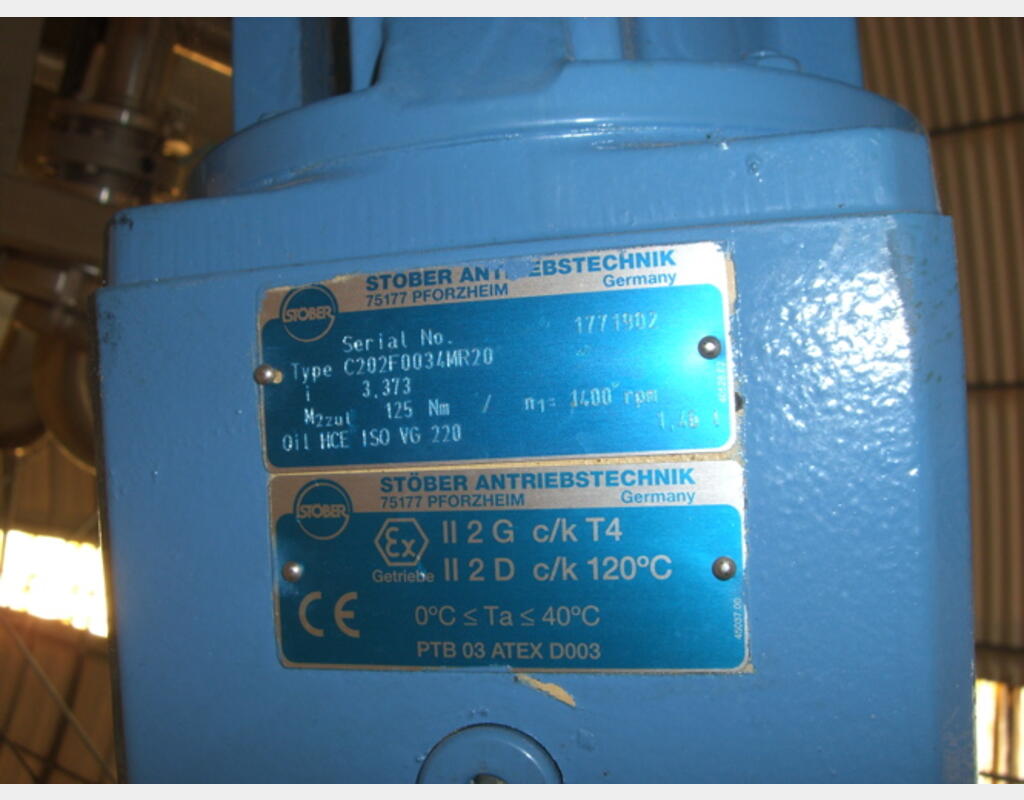 STÖBER ANTRIEBSTECHNIK
75177 PFORZHEIM Germany
STÖBER
Serial No. 1771902
Type C202F0034MR20
i 3.373
M2zul 125 Nm / n1= 1400 rpm
Oil HCE ISO VG 220
STÖBER ANTRIEBSTECHNIK
75177 PFORZHEIM Germany
STÖBER
Ex II 2 G c/k T4
Getriebe II 2 D c/k 120°C
CE 0°C ≤ Ta ≤ 40°C
PTB 03 ATEX D003
45037.00